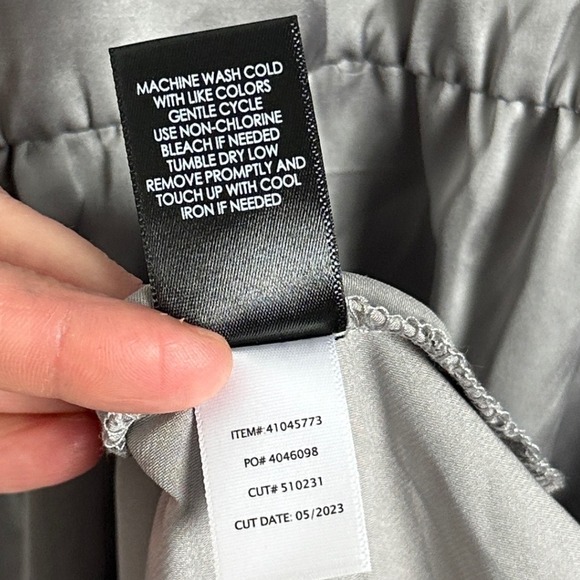 MACHINE WASH COLD
WITH LIKE COLORS
GENTLE CYCLE
USE NON-CHLORINE
BLEACH IF NEEDED
TUMBLE DRY LOW
REMOVE PROMPTLY AND
TOUCH UP WITH COOL
IRON IF NEEDED
ITEM#: 41045773
PO# 4046098
CUT# 510231
CUT DATE: 05/2023